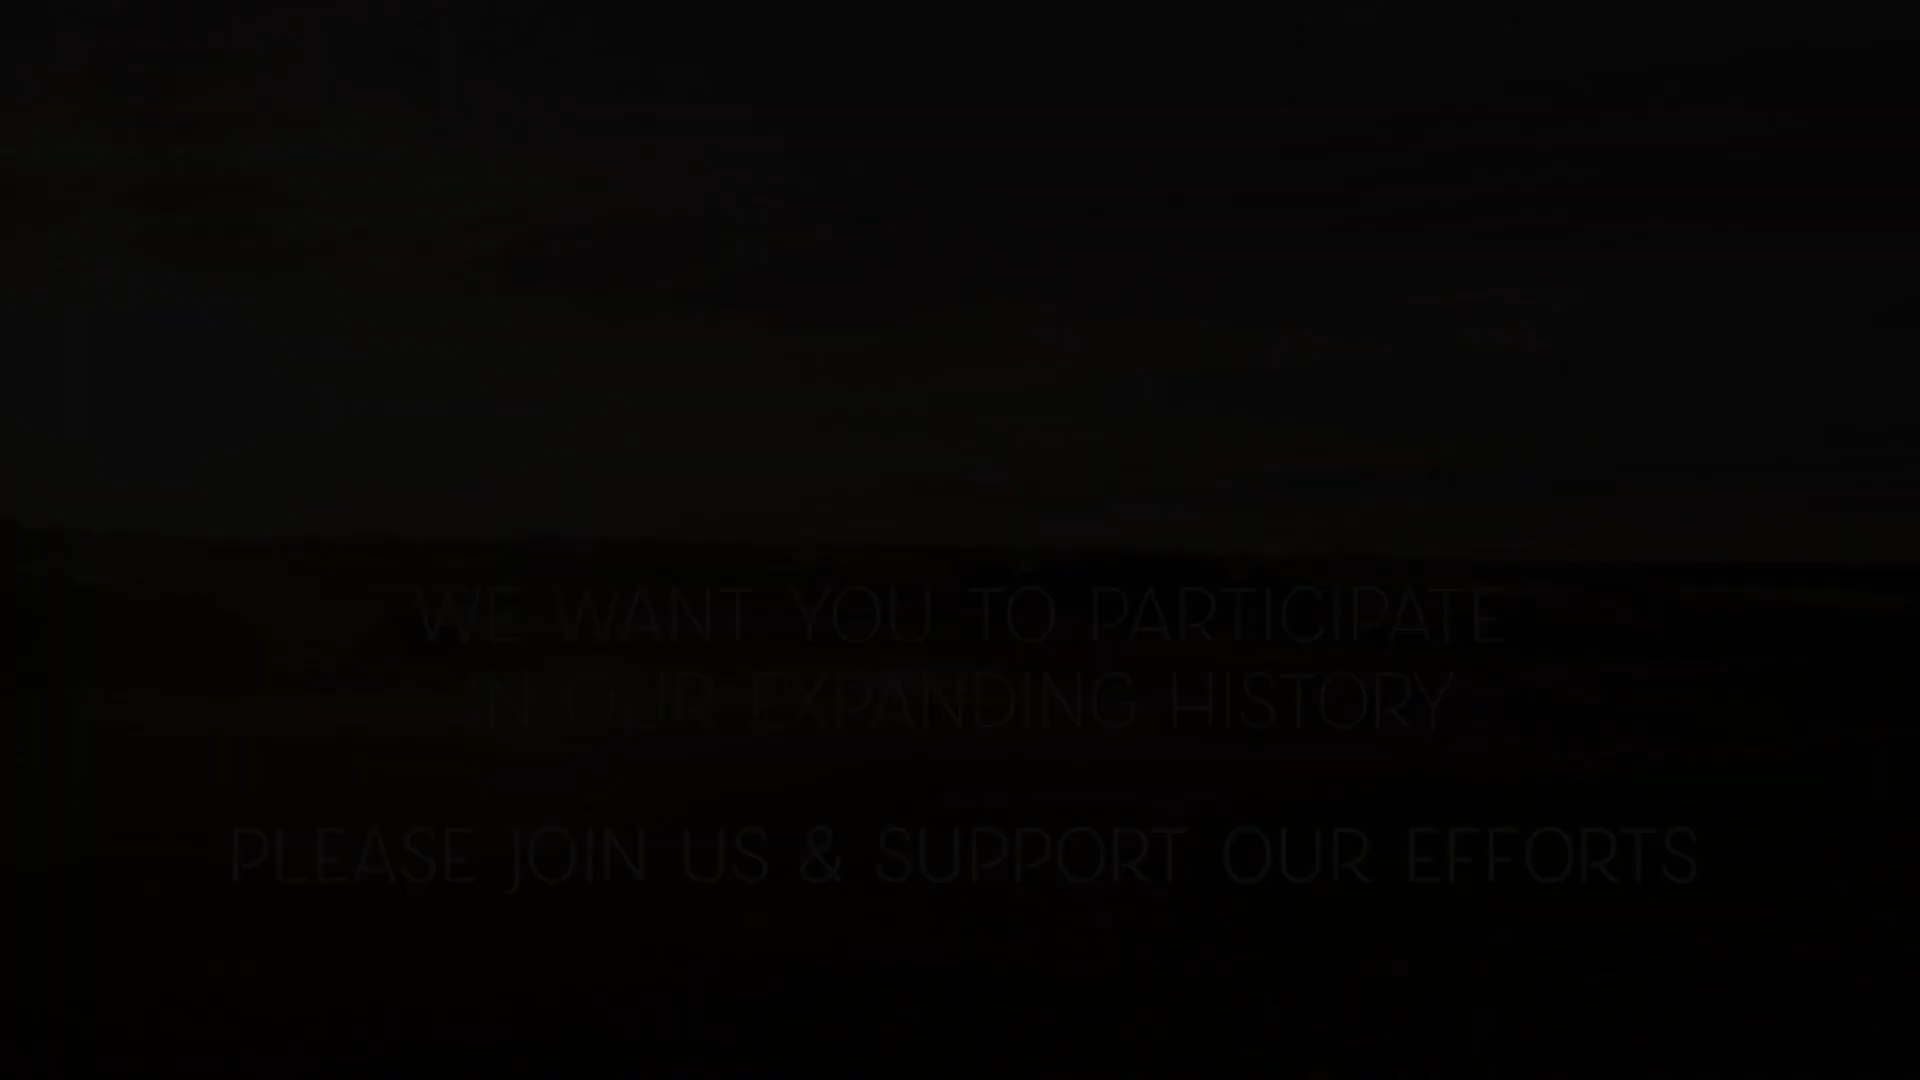 WE WANT YOU TO PARTICIPATE
IN OUR EXPANDING HISTORY
PLEASE JOIN US & SUPPORT OUR EFFORTS